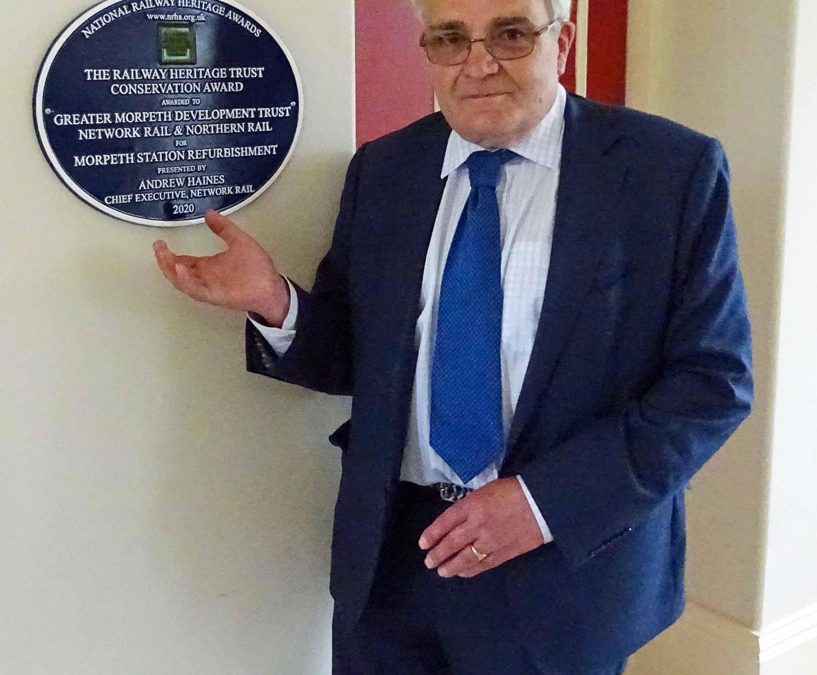 NATIONAL RAILWAY HERITAGE AWARDS
www.nrha.org.uk
THE RAILWAY HERITAGE TRUST
CONSERVATION AWARD
AWARDED TO
"GREATER MORPETH DEVELOPMENT TRUST"
NETWORK RAIL & NORTHERN RAIL
FOR
MORPETH STATION REFURBISHMENT
PRESENTED BY
ANDREW HAINES
CHIEF EXECUTIVE, NETWORK RAIL
2020